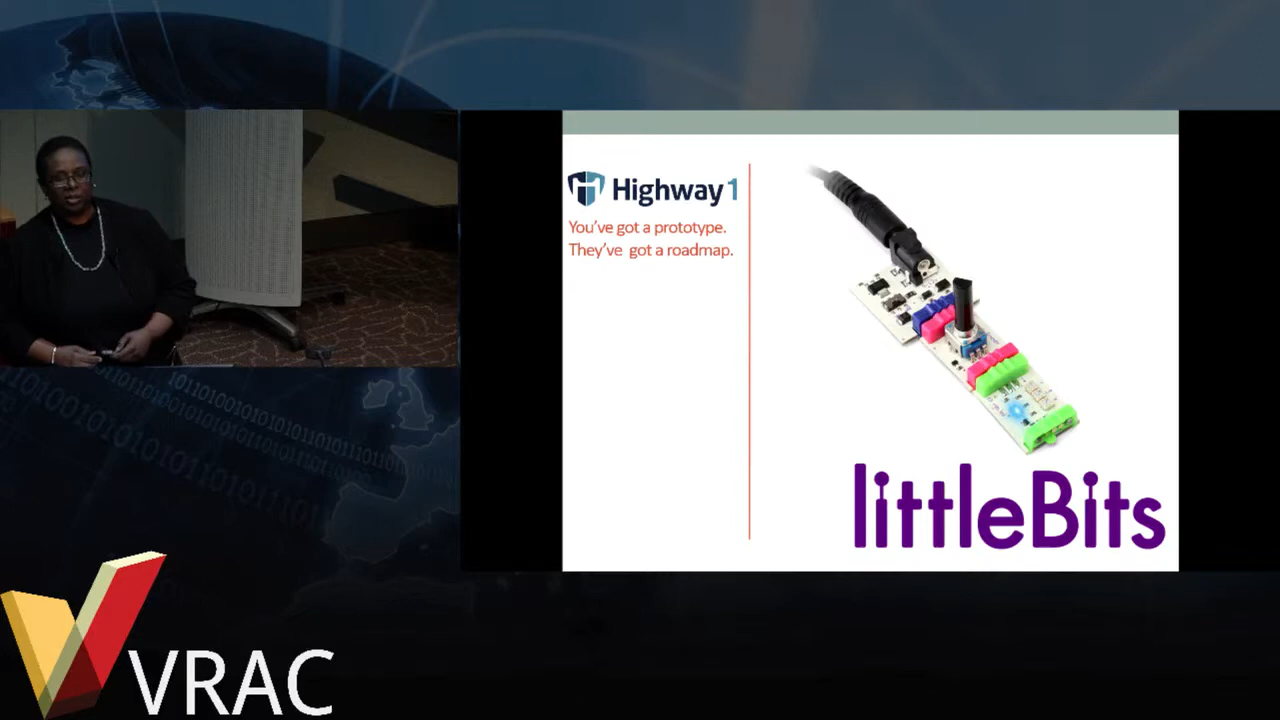 Highway1
You've got a prototype.
They've got a roadmap.
littleBits
VRAC